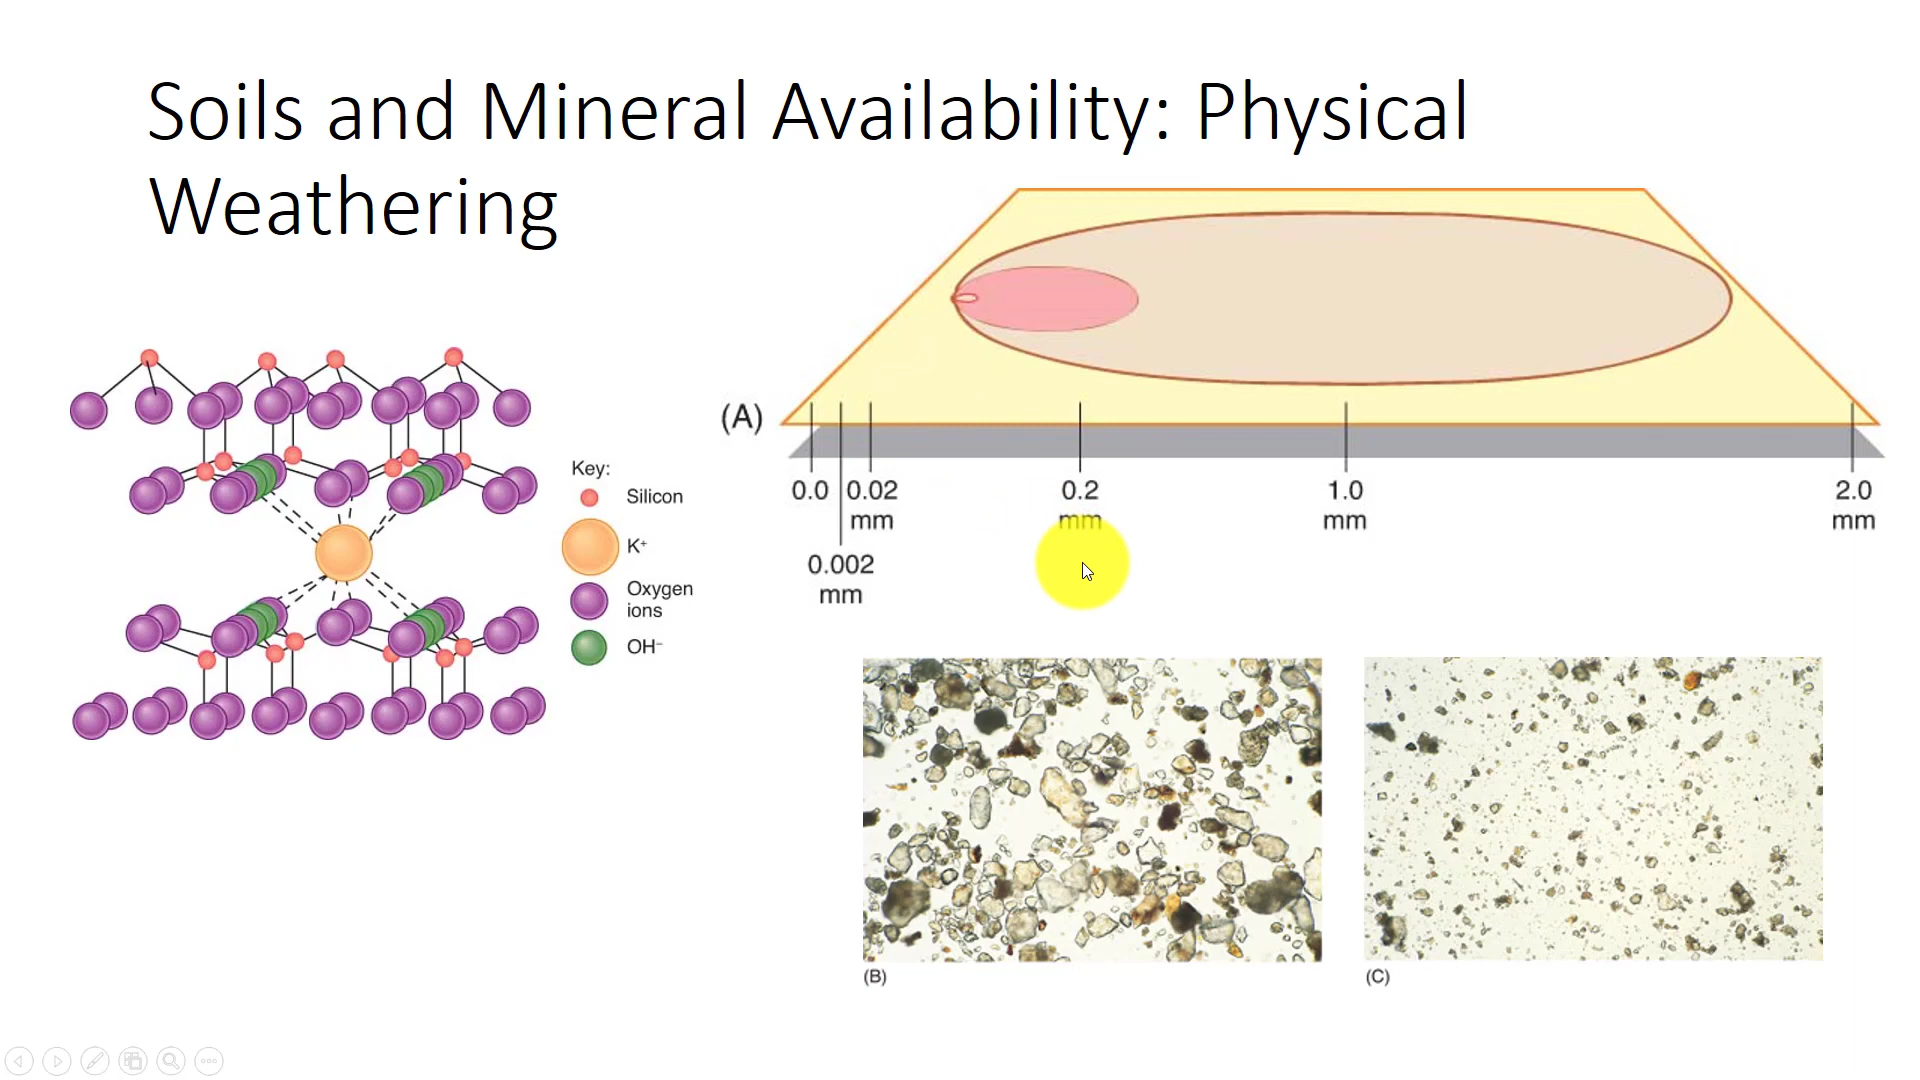 Soils and Mineral Availability: Physical
Weathering
Key:
Silicon
K⁺
Oxygen
ions
OH⁻
(A)
0.0
0.02
mm
0.2
mm
1.0
mm
2.0
mm
0.002
mm
(B)
(C)